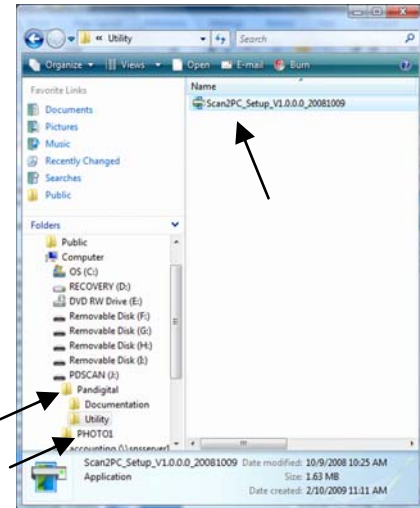 « Utility
Search
Organize Views Open E-mail Burn
Favorite Links
Documents
Pictures
Music
Recently Changed
Searches
Public
Folders
Public
Computer
OS (C:)
RECOVERY (D:)
DVD RW Drive (E:)
Removable Disk (F:)
Removable Disk (G:)
Removable Disk (H:)
Removable Disk (I:)
PDSCAN (J:)
Pandigital
Documentation
Utility
PHOTO1
accounting (\\snsserver1
Name
Scan2PC_Setup_V1.0.0.0_20081009
Scan2PC_Setup_V1.0.0.0_20081009 Date modified: 10/9/2008 10:25 AM
Application Size: 1.63 MB
Date created: 2/10/2009 11:11 AM